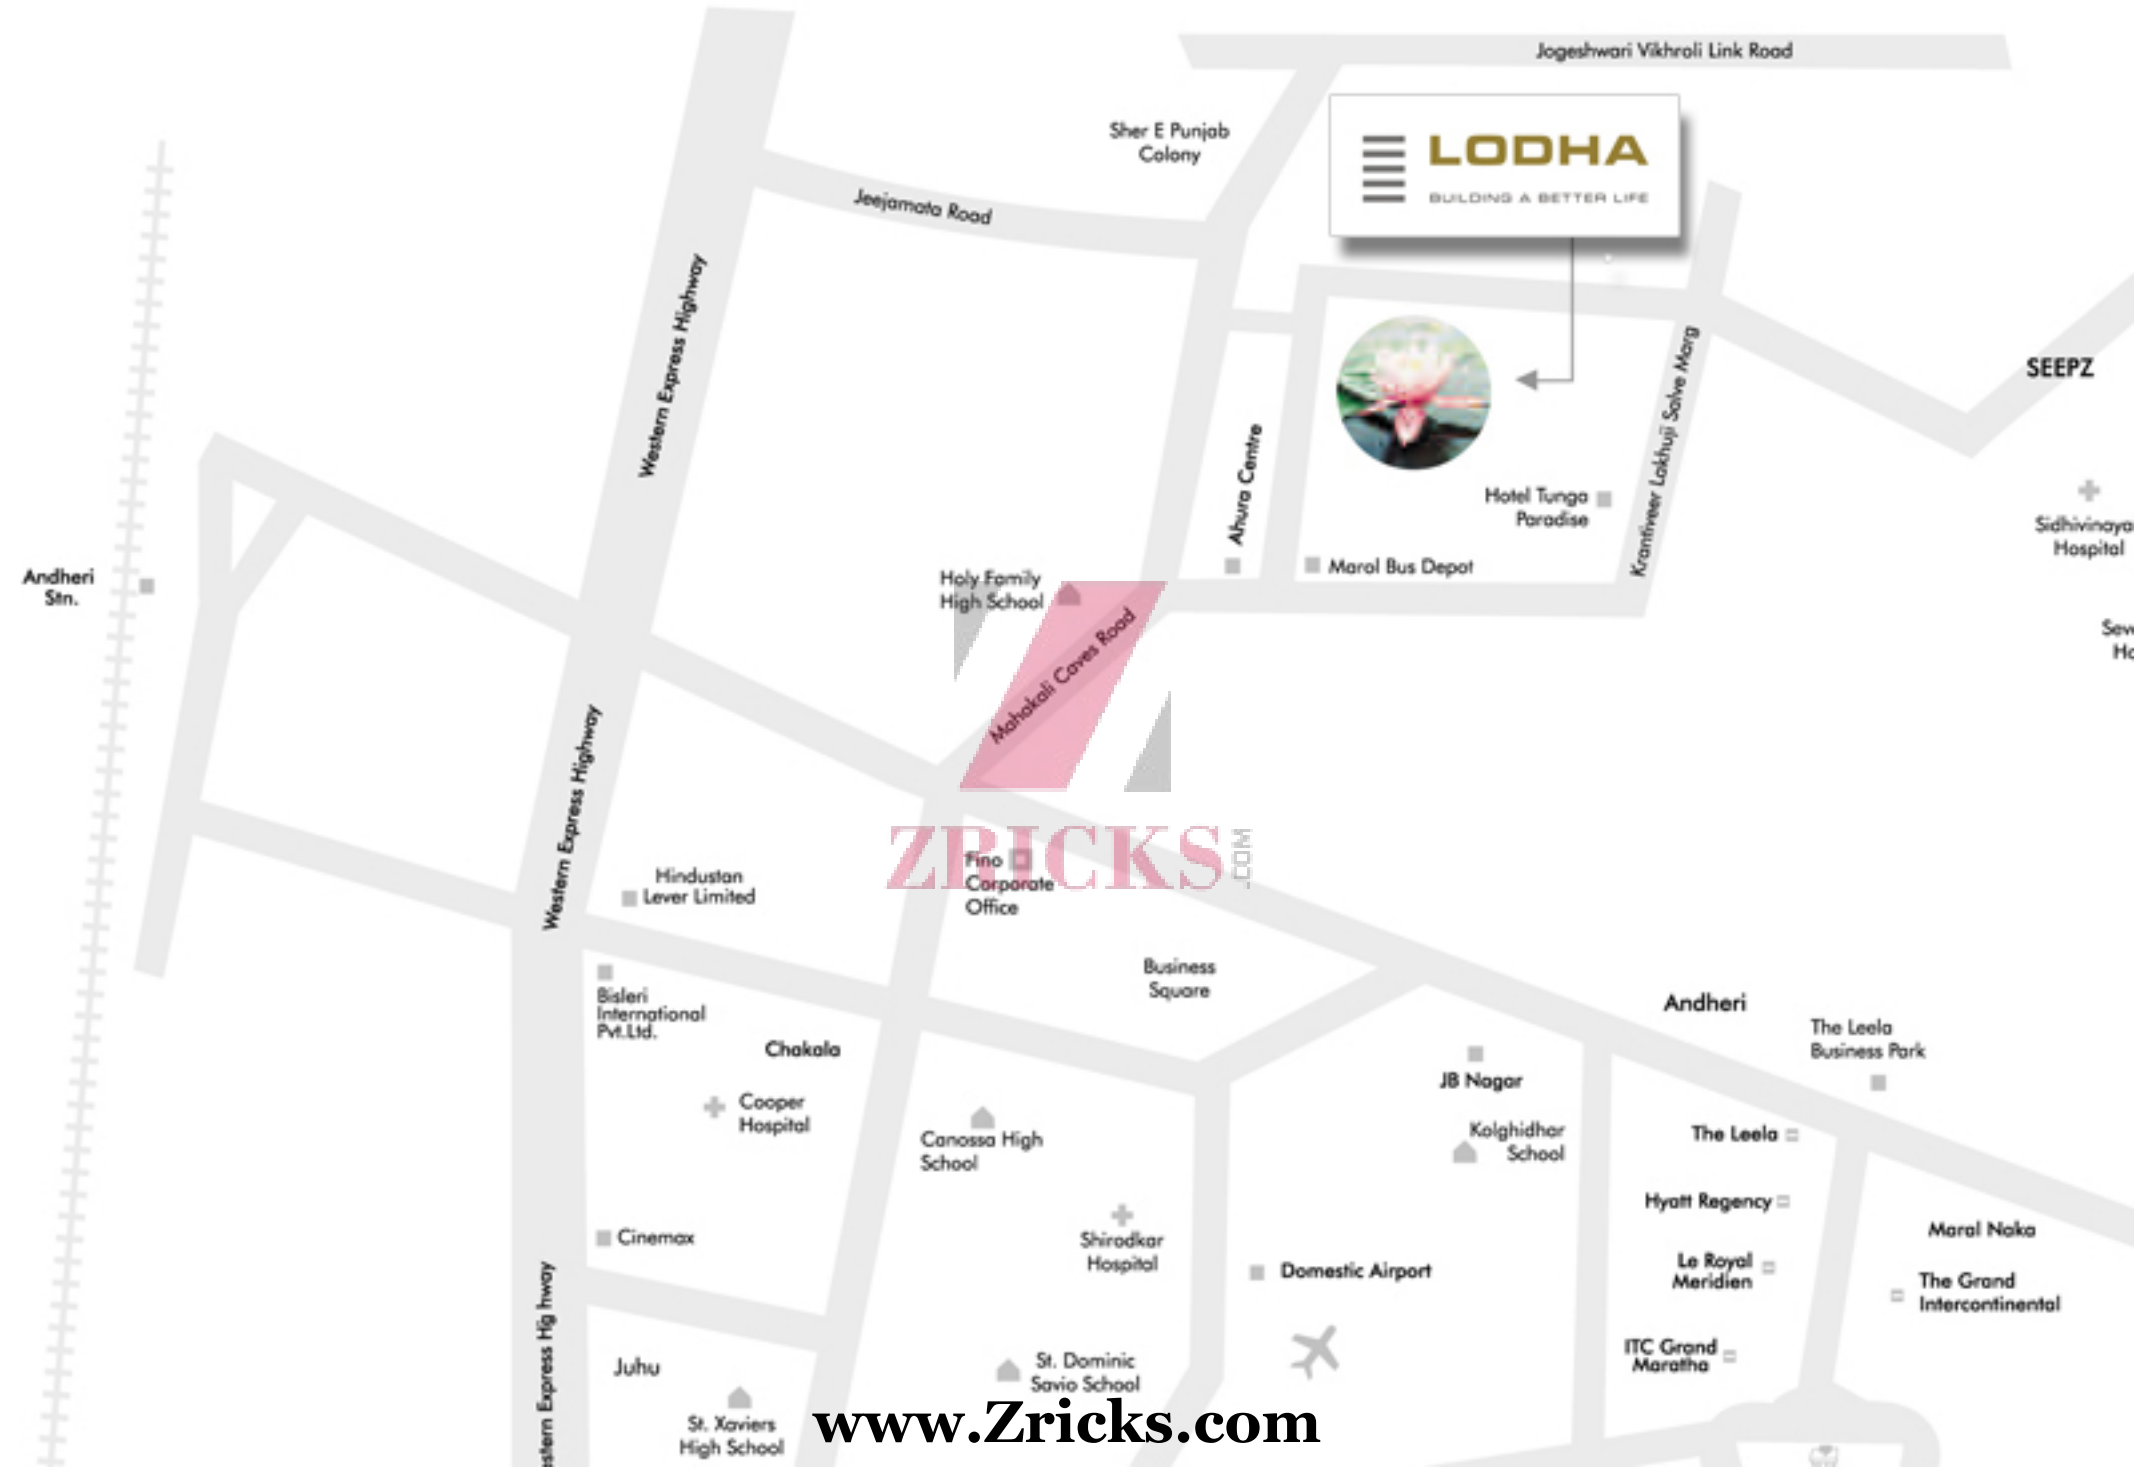 Jogeshwari Vikhroli Link Road
Sher E Punjab
Colony
LODHA
BUILDING A BETTER LIFE
Jeejamata Road
Western Express Highway
Krantiveer Lakhuji Salve Marg
SEEPZ
Ahura Centre
Hotel Tunga
Paradise
Hospital
Marol Bus Depot
Andheri
Stn.
Holy Family
High School
Mahakali Caves Road
Western Express Highway
ZRICKS
.COM
Fino
Corporate
Office
Hindustan
Lever Limited
Business
Square
Bisleri
International
Pvt.Ltd.
Chakala
Andheri
The Leela
Business Park
JB Nagar
Cooper
Hospital
Canossa High
School
Kolghidhar
School
The Leela
Hyatt Regency
Shirodkar
Hospital
Cinemax
Domestic Airport
Le Royal
Meridien
Maral Naka
The Grand
Intercontinental
ITC Grand
Maratha
Juhu
St. Dominic
Savio School
St. Xaviers
High School
Express Hig hway
www.Zricks.com